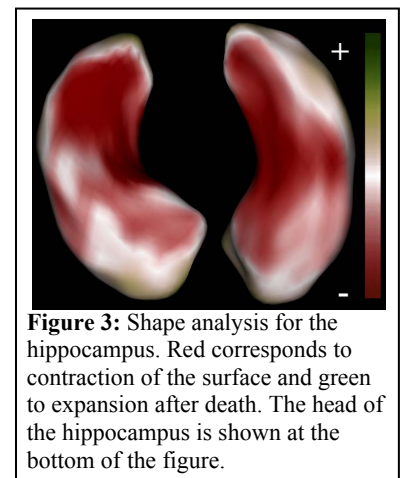 +
-
Figure 3: Shape analysis for the
hippocampus. Red corresponds to
contraction of the surface and green
to expansion after death. The head of
the hippocampus is shown at the
bottom of the figure.